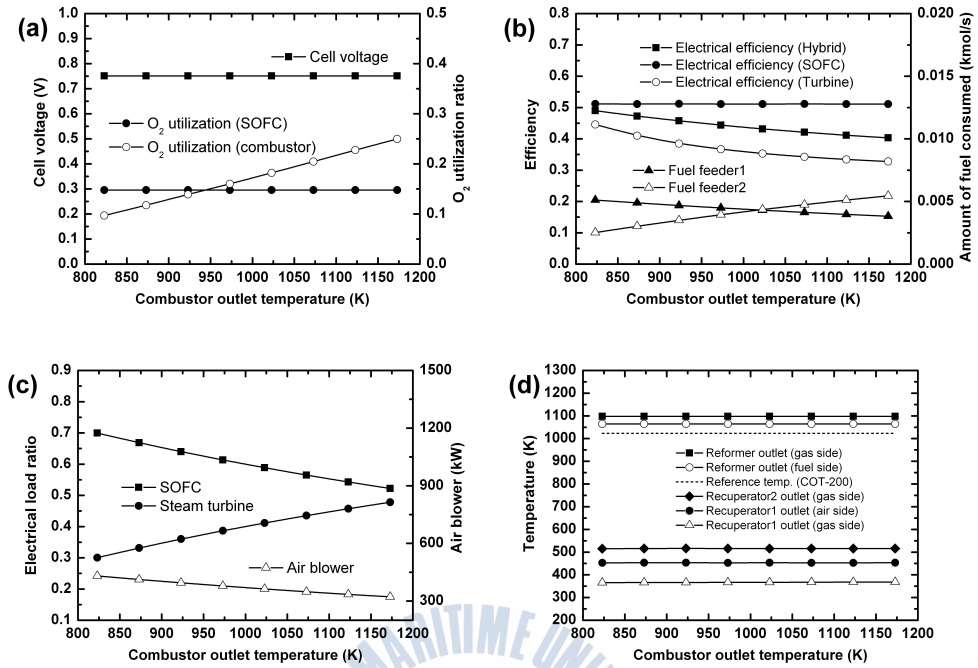 (a)
Cell voltage
O2 utilization (SOFC)
O2 utilization (combustor)
Cell voltage (V)
1.0
0.9
0.8
0.7
0.6
0.5
0.4
0.3
0.2
0.1
0.0
O2 utilization ratio
0.5
0.4
0.3
0.2
0.1
0.0
800 850 900 950 1000 1050 1100 1150 1200
Combustor outlet temperature (K)
(b)
Electrical efficiency (Hybrid)
Electrical efficiency (SOFC)
Electrical efficiency (Turbine)
Fuel feeder1
Fuel feeder2
Efficiency
0.8
0.7
0.6
0.5
0.4
0.3
0.2
0.1
0.0
Amount of fuel consumed (kmol/s)
0.020
0.015
0.010
0.005
0.000
800 850 900 950 1000 1050 1100 1150 1200
Combustor outlet temperature (K)
(c)
SOFC
Steam turbine
Air blower
Electrical load ratio
0.9
0.8
0.7
0.6
0.5
0.4
0.3
0.2
0.1
Air blower (kW)
1500
1200
900
600
300
800 850 900 950 1000 1050 1100 1150 1200
Combustor outlet temperature (K)
(d)
Reformer outlet (gas side)
Reformer outlet (fuel side)
Reference temp. (COT-200)
Recuperator2 outlet (gas side)
Recuperator1 outlet (air side)
Recuperator1 outlet (gas side)
Temperature (K)
1300
1200
1100
1000
900
800
700
600
500
400
300
200
800 850 900 950 1000 1050 1100 1150 1200
Combustor outlet temperature (K)
MARITIME UN